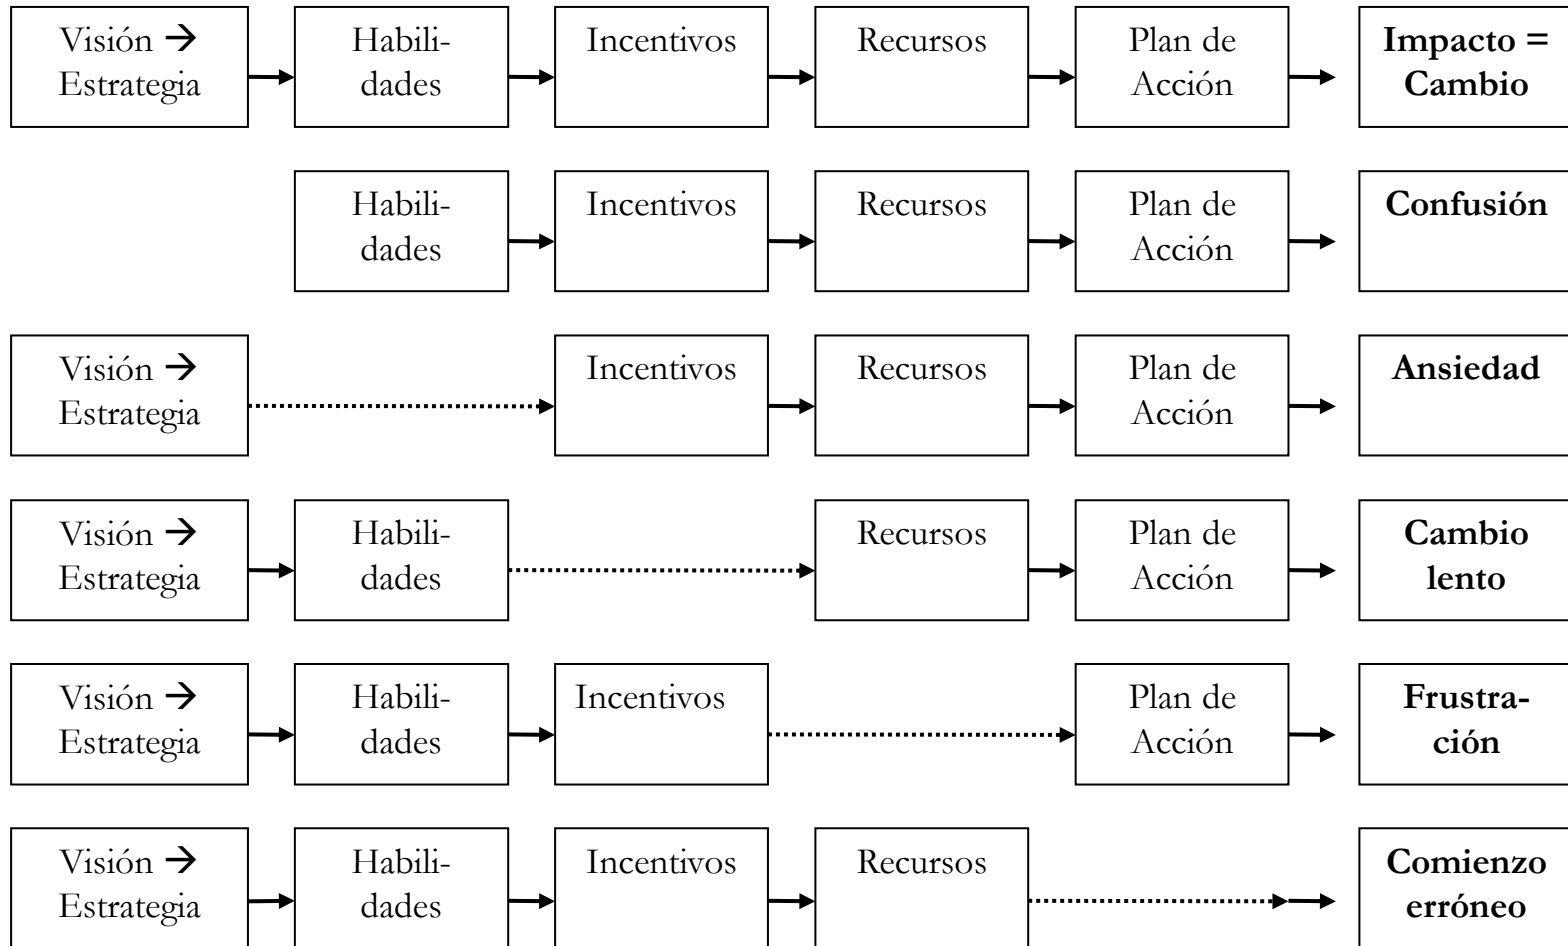 Visión → Estrategia
Habili-dades
Incentivos
Recursos
Plan de Acción
Impacto = Cambio
Habili-dades
Incentivos
Recursos
Plan de Acción
Confusión
Visión → Estrategia
Incentivos
Recursos
Plan de Acción
Ansiedad
Visión → Estrategia
Habili-dades
Recursos
Plan de Acción
Cambio lento
Visión → Estrategia
Habili-dades
Incentivos
Plan de Acción
Frustra-ción
Visión → Estrategia
Habili-dades
Incentivos
Recursos
Comienzo erróneo